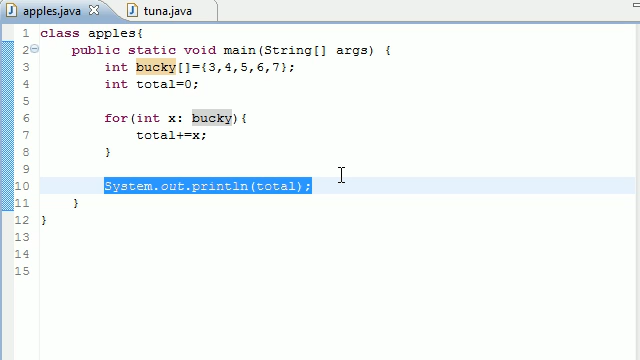 apples.java tuna.java
1 class apples{
2 public static void main(String[] args) {
3 int bucky[]={3,4,5,6,7};
4 int total=0;
5
6 for(int x: bucky){
7 total+=x;
8 }
9
10 System.out.println(total);
11 }
12 }
13
14
15